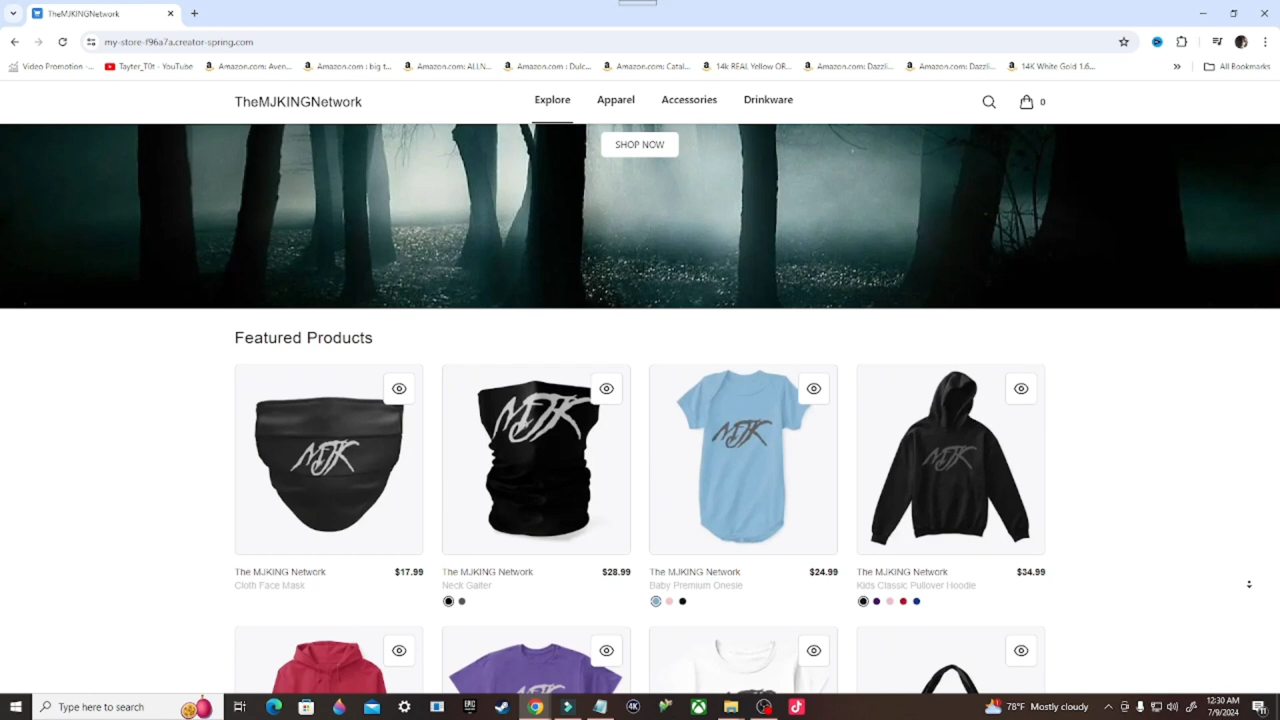 TheMJKINGNetwork
my-store-f96a7a.creator-spring.com
Video Promotion -...
Tayter_T0t - YouTube
Amazon.com: Aven...
Amazon.com : big t...
Amazon.com: ALLN...
Amazon.com : Dulc...
Amazon.com: Catal...
14k REAL Yellow OR...
Amazon.com: Dazzli...
Amazon.com: Dazzli...
14K White Gold 1.6...
All Bookmarks
TheMJKINGNetwork
Explore
Apparel
Accessories
Drinkware
0
SHOP NOW
Featured Products
MJK
MJK
MJK
MJK
The MJKING Network $17.99
Cloth Face Mask
The MJKING Network $28.99
Neck Gaiter
The MJKING Network $24.99
Baby Premium Onesie
The MJKING Network $34.99
Kids Classic Pullover Hoodie
Type here to search
EPIC
4K
78°F Mostly cloudy
12:30 AM
7/9/2024